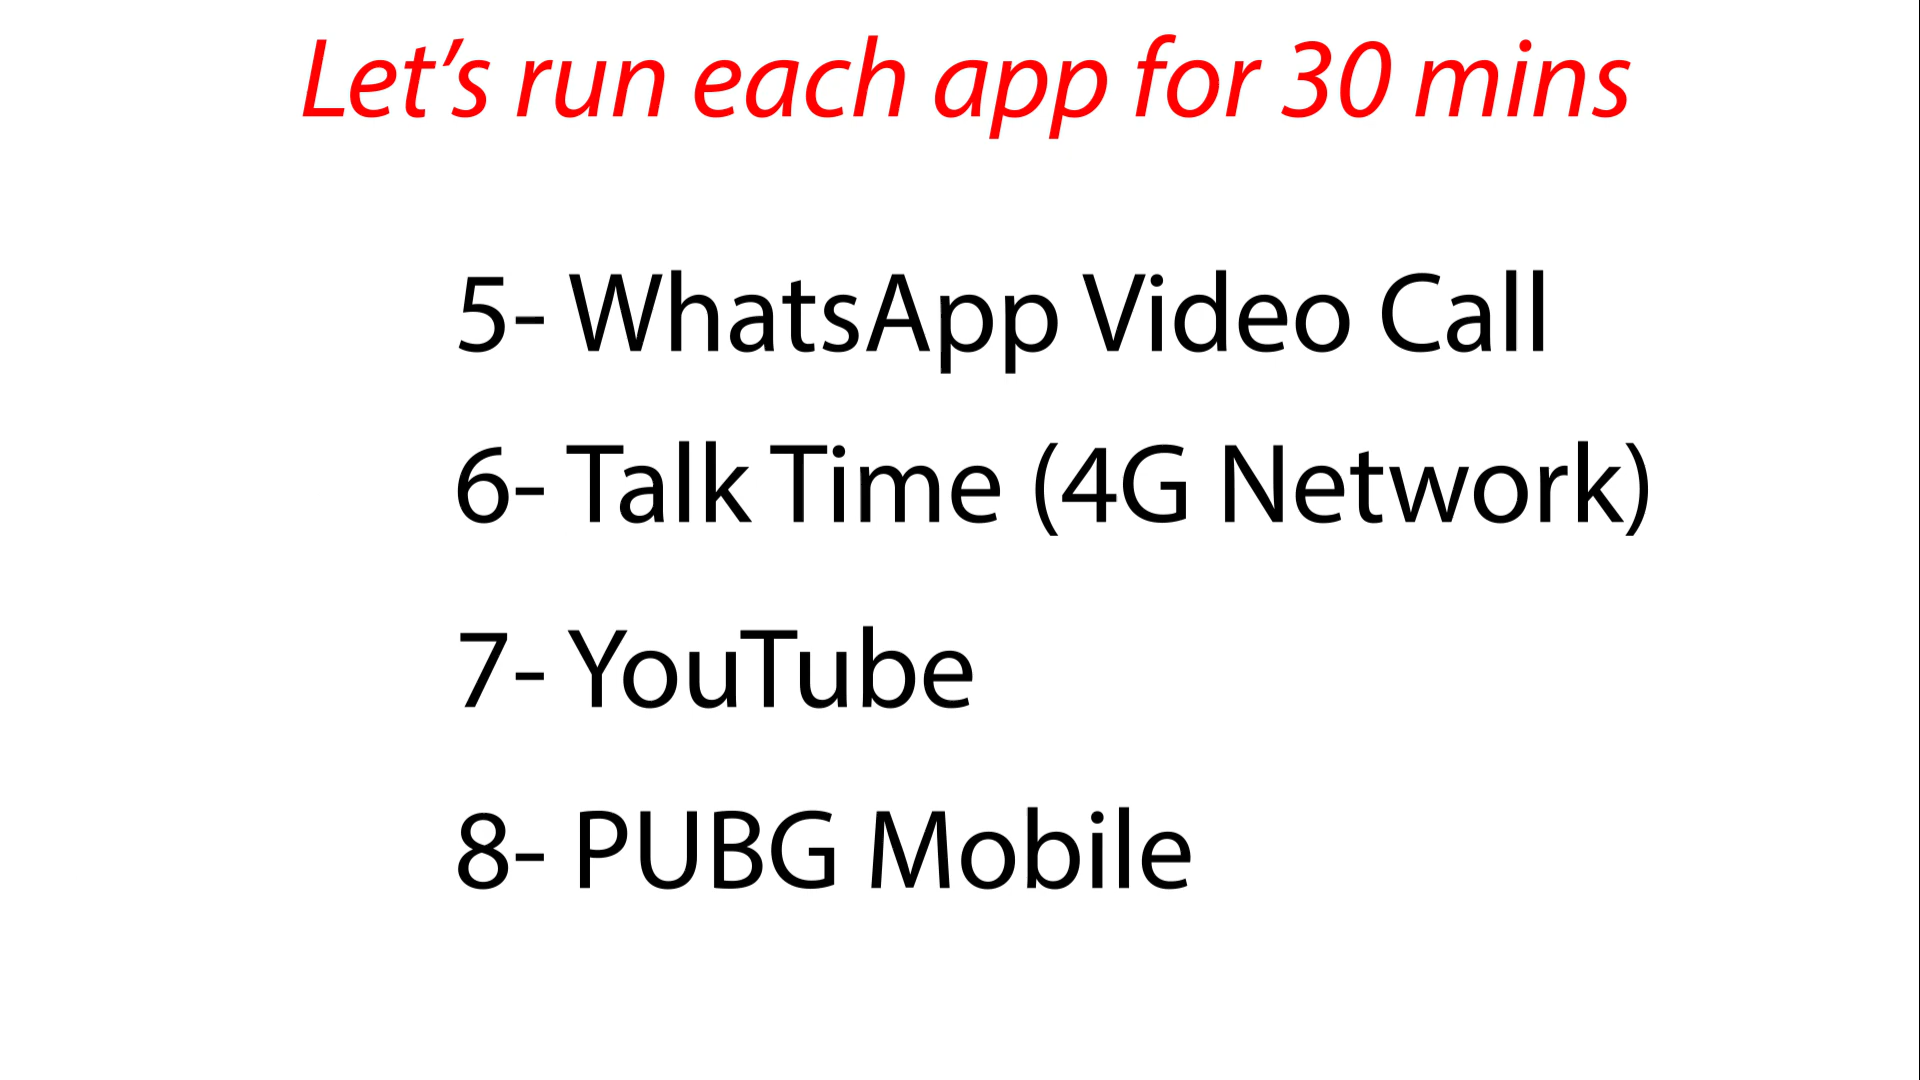 Let’s run each app for 30 mins
5- WhatsApp Video Call
6- Talk Time (4G Network)
7- YouTube
8- PUBG Mobile